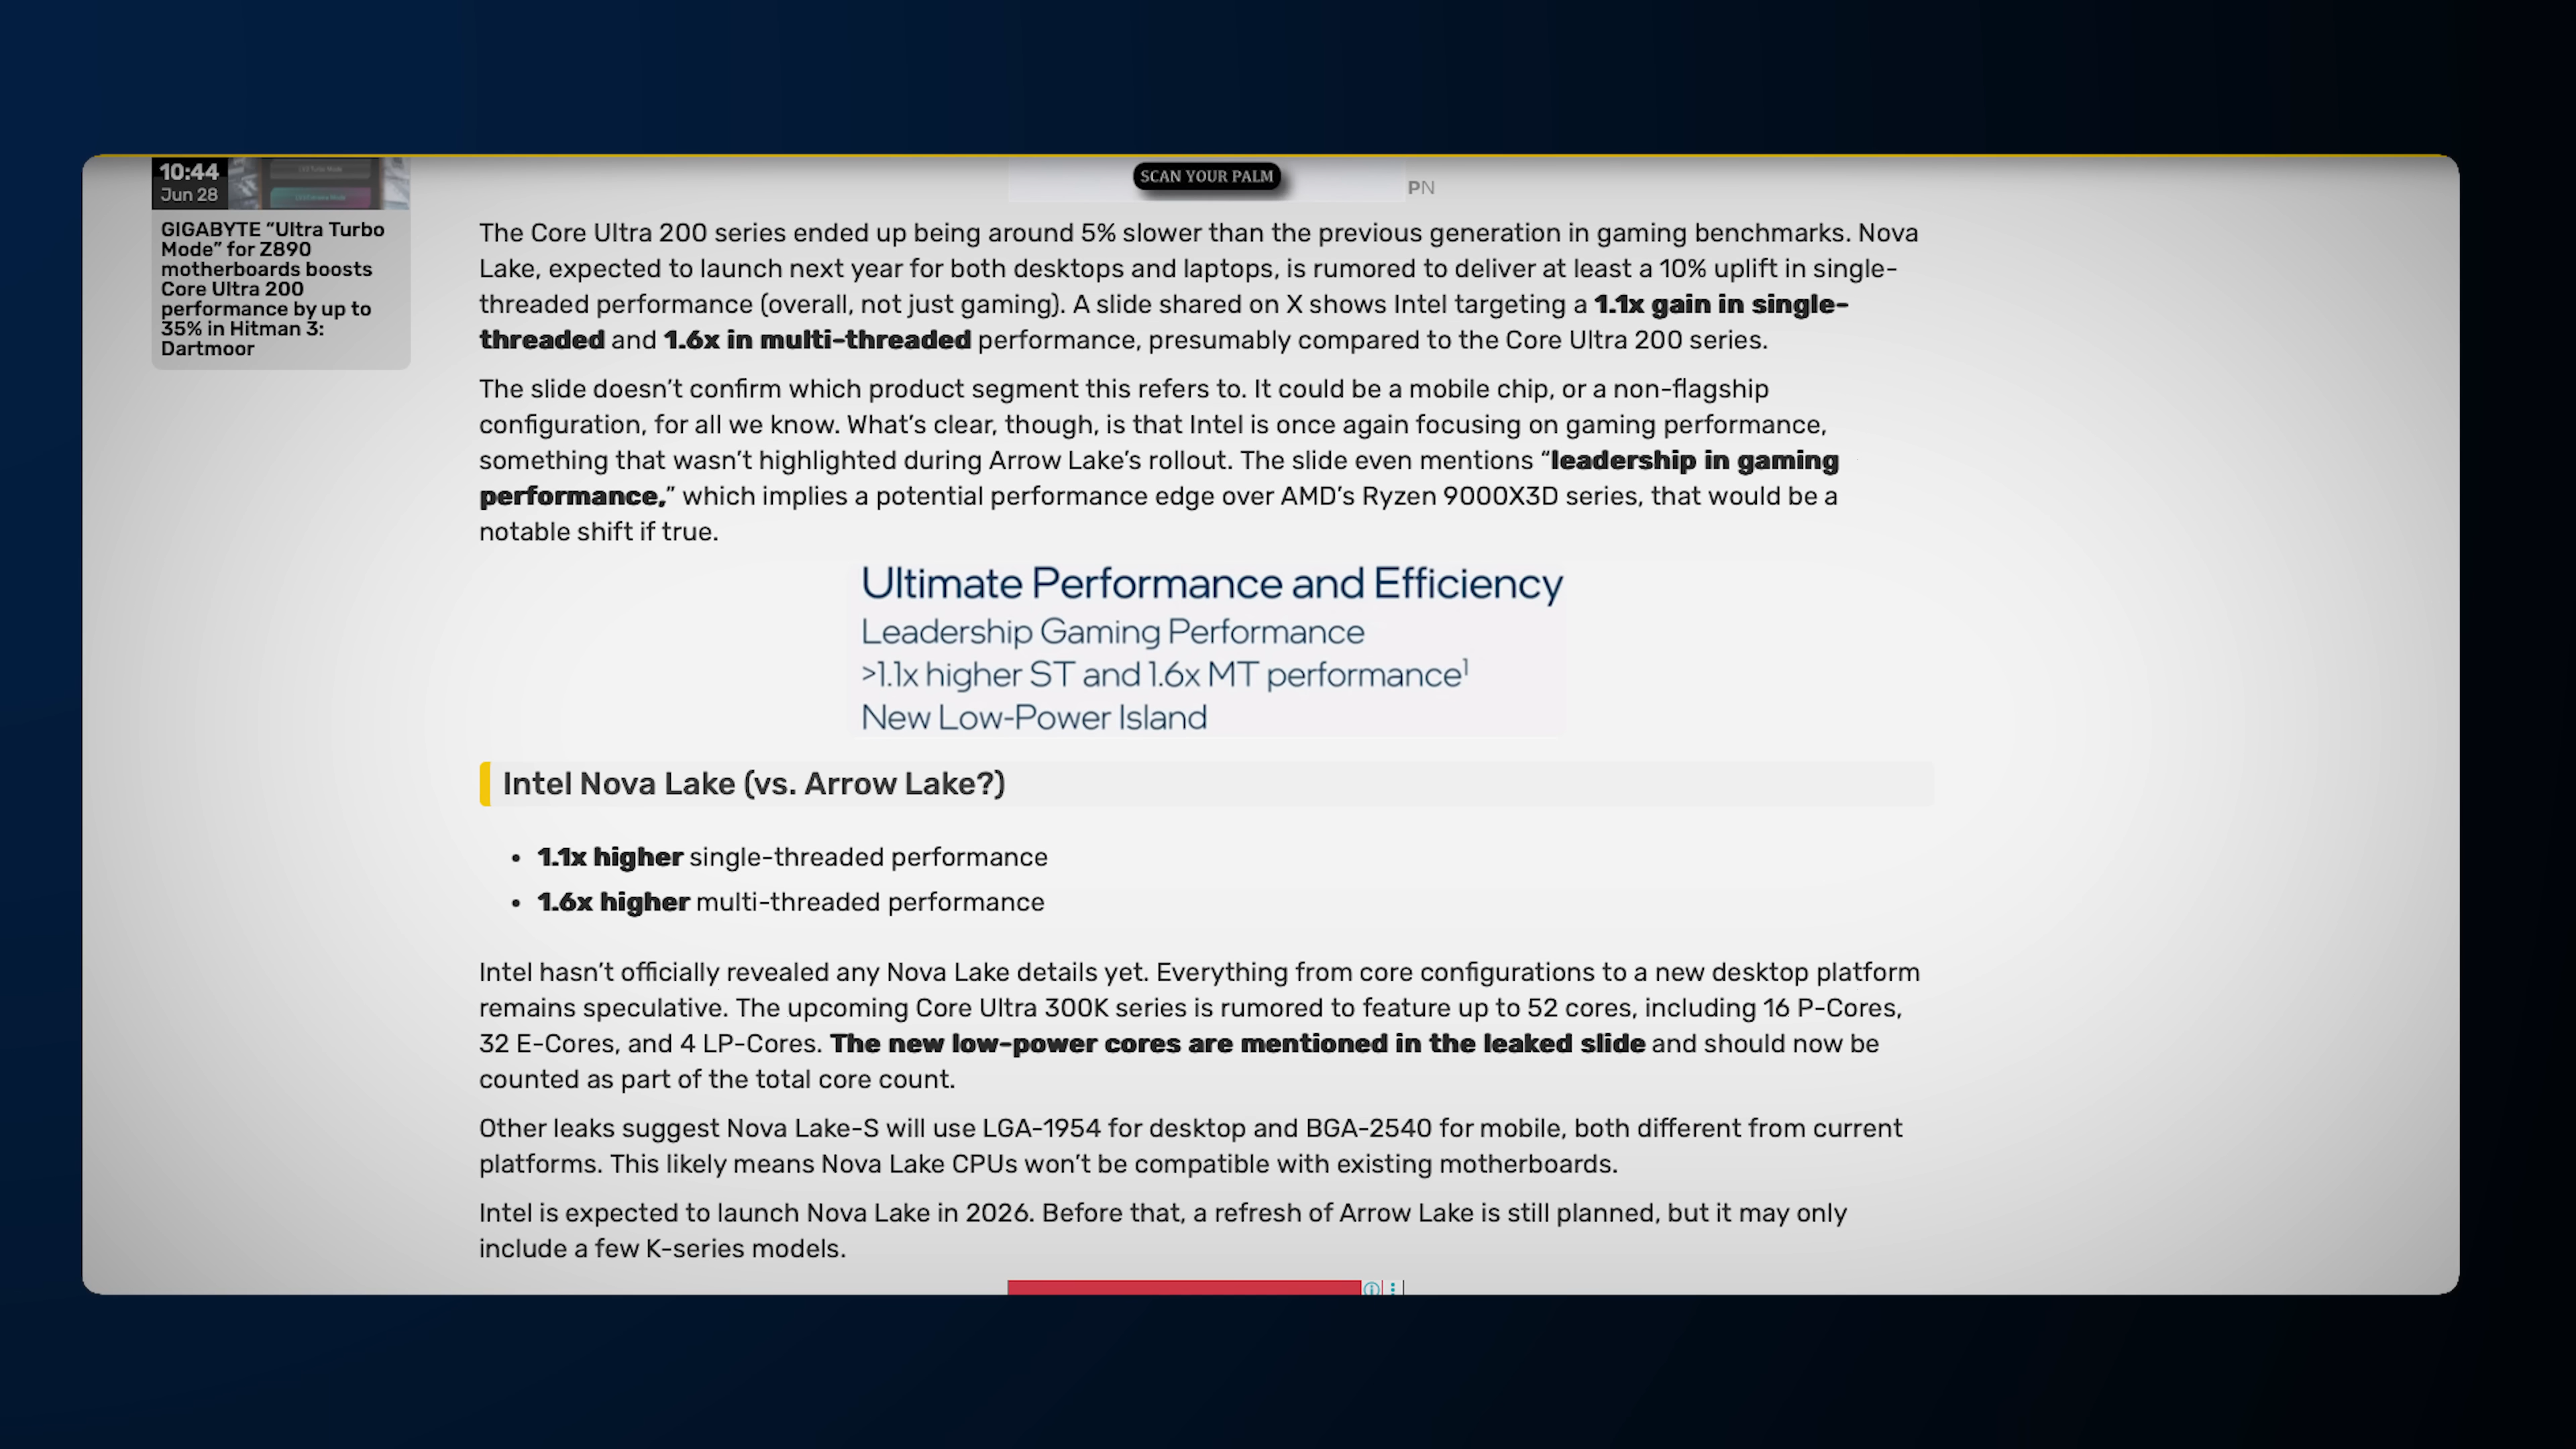 10:44
Jun 28
GIGABYTE “Ultra Turbo
Mode” for Z890
motherboards boosts
Core Ultra 200
performance by up to
35% in Hitman 3:
Dartmoor
SCAN YOUR PALM
PN
The Core Ultra 200 series ended up being around 5% slower than the previous generation in gaming benchmarks. Nova
Lake, expected to launch next year for both desktops and laptops, is rumored to deliver at least a 10% uplift in single-
threaded performance (overall, not just gaming). A slide shared on X shows Intel targeting a 1.1x gain in single-
threaded and 1.6x in multi-threaded performance, presumably compared to the Core Ultra 200 series.
The slide doesn’t confirm which product segment this refers to. It could be a mobile chip, or a non-flagship
configuration, for all we know. What’s clear, though, is that Intel is once again focusing on gaming performance,
something that wasn’t highlighted during Arrow Lake’s rollout. The slide even mentions “leadership in gaming
performance,” which implies a potential performance edge over AMD’s Ryzen 9000X3D series, that would be a
notable shift if true.
Ultimate Performance and Efficiency
Leadership Gaming Performance
>1.1x higher ST and 1.6x MT performance¹
New Low-Power Island
Intel Nova Lake (vs. Arrow Lake?)
• 1.1x higher single-threaded performance
• 1.6x higher multi-threaded performance
Intel hasn’t officially revealed any Nova Lake details yet. Everything from core configurations to a new desktop platform
remains speculative. The upcoming Core Ultra 300K series is rumored to feature up to 52 cores, including 16 P-Cores,
32 E-Cores, and 4 LP-Cores. The new low-power cores are mentioned in the leaked slide and should now be
counted as part of the total core count.
Other leaks suggest Nova Lake-S will use LGA-1954 for desktop and BGA-2540 for mobile, both different from current
platforms. This likely means Nova Lake CPUs won’t be compatible with existing motherboards.
Intel is expected to launch Nova Lake in 2026. Before that, a refresh of Arrow Lake is still planned, but it may only
include a few K-series models.